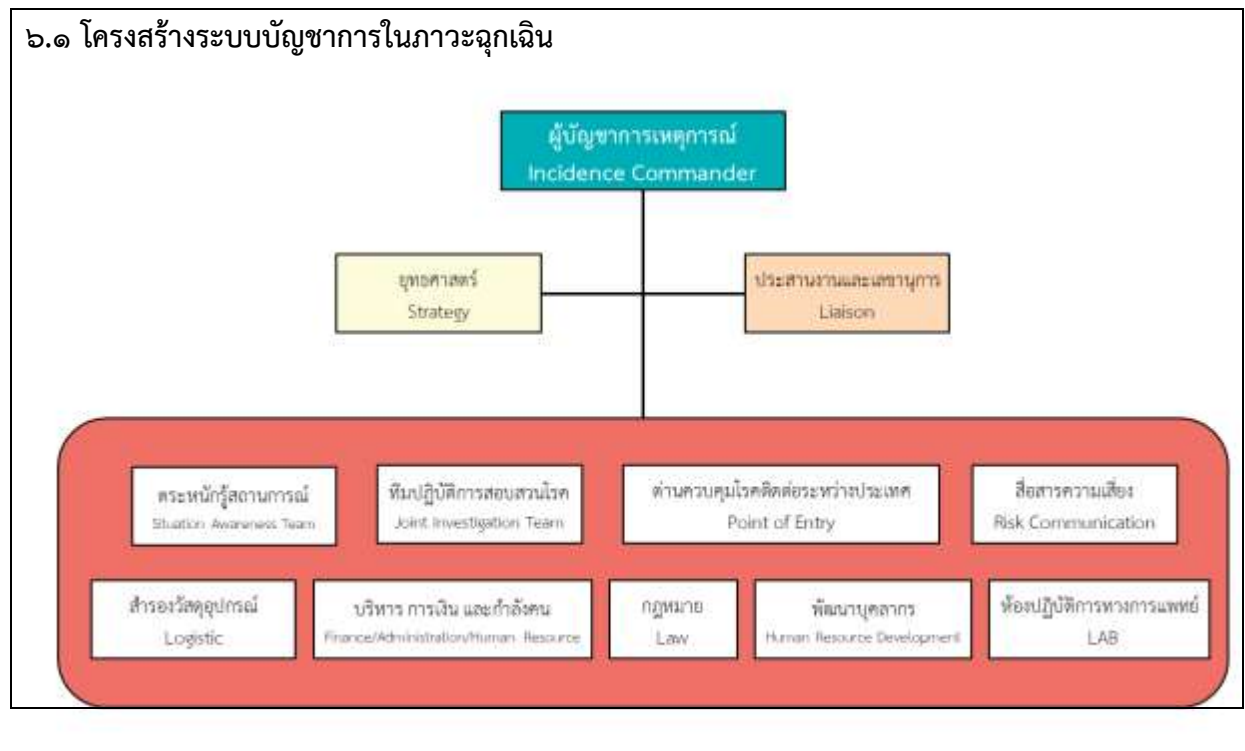 ๖.๑ โครงสร้างระบบบัญชาการในภาวะฉุกเฉิน
ผู้บัญชาการเหตุการณ์
Incidence Commander
ยุทธศาสตร์
Strategy
ประสานงานและเลขานุการ
Liaison
ตระหนักรู้สถานการณ์
Situation Awareness Team
ทีมปฏิบัติการสอบสวนโรค
Joint Investigation Team
ด่านควบคุมโรคติดต่อระหว่างประเทศ
Point of Entry
สื่อสารความเสี่ยง
Risk Communication
สำรองวัสดุอุปกรณ์
Logistic
บริหาร การเงิน และกำลังคน
Finance/Administration/Human Resource
กฎหมาย
Law
พัฒนาบุคลากร
Human Resource Development
ห้องปฏิบัติการทางการแพทย์
LAB